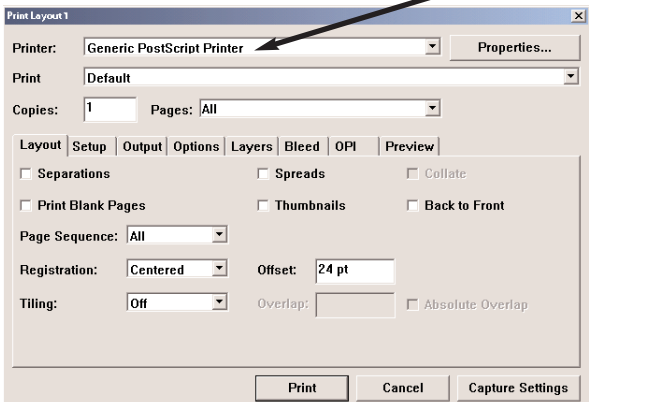 Print Layout 1
Printer: Generic PostScript Printer Properties...
Print Default
Copies: 1 Pages: All
Layout Setup Output Options Layers Bleed OPI Preview
Separations Spreads Collate
Print Blank Pages Thumbnails Back to Front
Page Sequence: All
Registration: Centered Offset: 24 pt
Tiling: Off Overlap: Absolute Overlap
Print Cancel Capture Settings